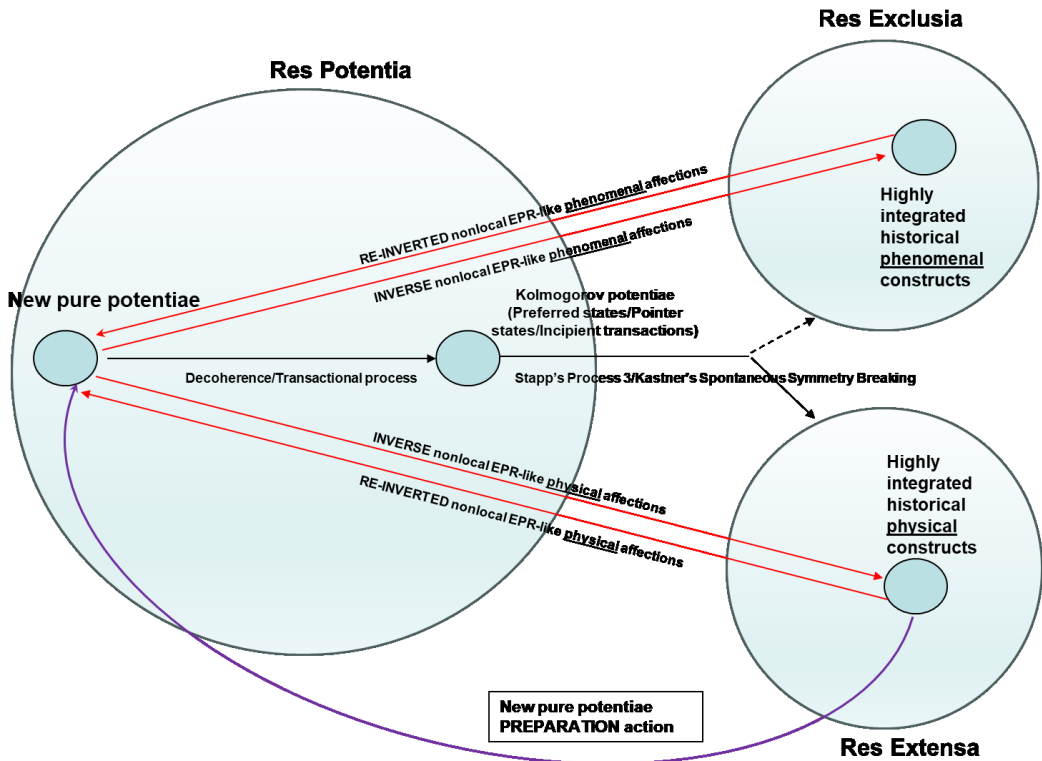 Res Exclusia
Res Potentia
Highly
integrated
historical
phenomenal
constructs
RE-INVERTED nonlocal EPR-like phenomenal affections
INVERSE nonlocal EPR-like phenomenal affections
New pure potentiae
Kolmogorov potentiae
(Preferred states/Pointer
states/Incipient transactions)
Decoherence/Transactional process
Stapp's Process 3/Kastner's Spontaneous Symmetry Breaking
INVERSE nonlocal EPR-like physical affections
RE-INVERTED nonlocal EPR-like physical affections
Highly
integrated
historical
physical
constructs
New pure potentiae
PREPARATION action
Res Extensa